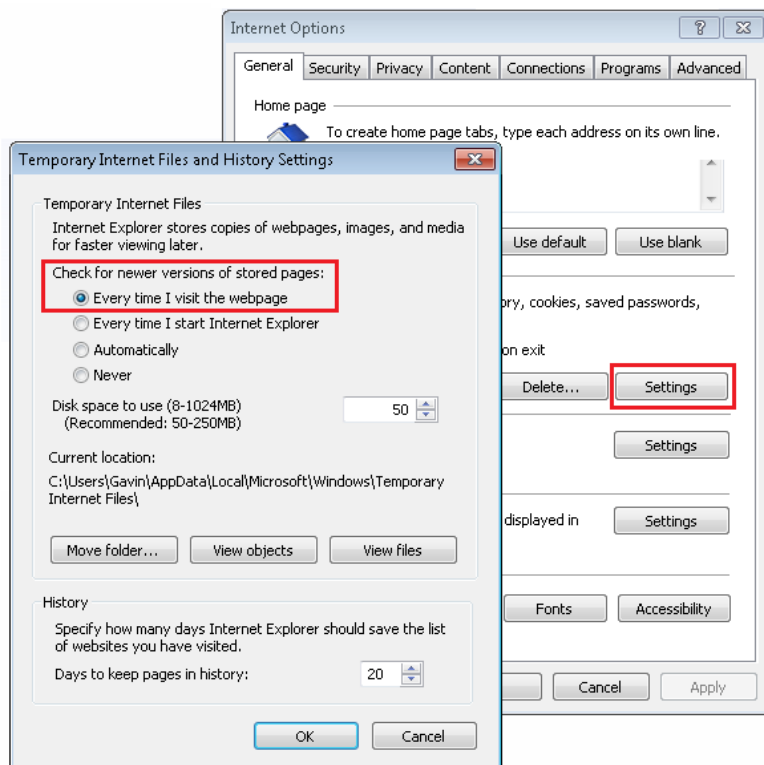 Internet Options
General Security Privacy Content Connections Programs Advanced
Home page
To create home page tabs, type each address on its own line.
Use default Use blank
ry, cookies, saved passwords,
on exit
Delete... Settings
Settings
displayed in Settings
Fonts Accessibility
Cancel Apply
Temporary Internet Files and History Settings
Temporary Internet Files
Internet Explorer stores copies of webpages, images, and media
for faster viewing later.
Check for newer versions of stored pages:
Every time I visit the webpage
Every time I start Internet Explorer
Automatically
Never
Disk space to use (8-1024MB) 50
(Recommended: 50-250MB)
Current location:
C:\Users\Gavin\AppData\Local\Microsoft\Windows\Temporary
Internet Files\
Move folder... View objects View files
History
Specify how many days Internet Explorer should save the list
of websites you have visited.
Days to keep pages in history: 20
OK Cancel